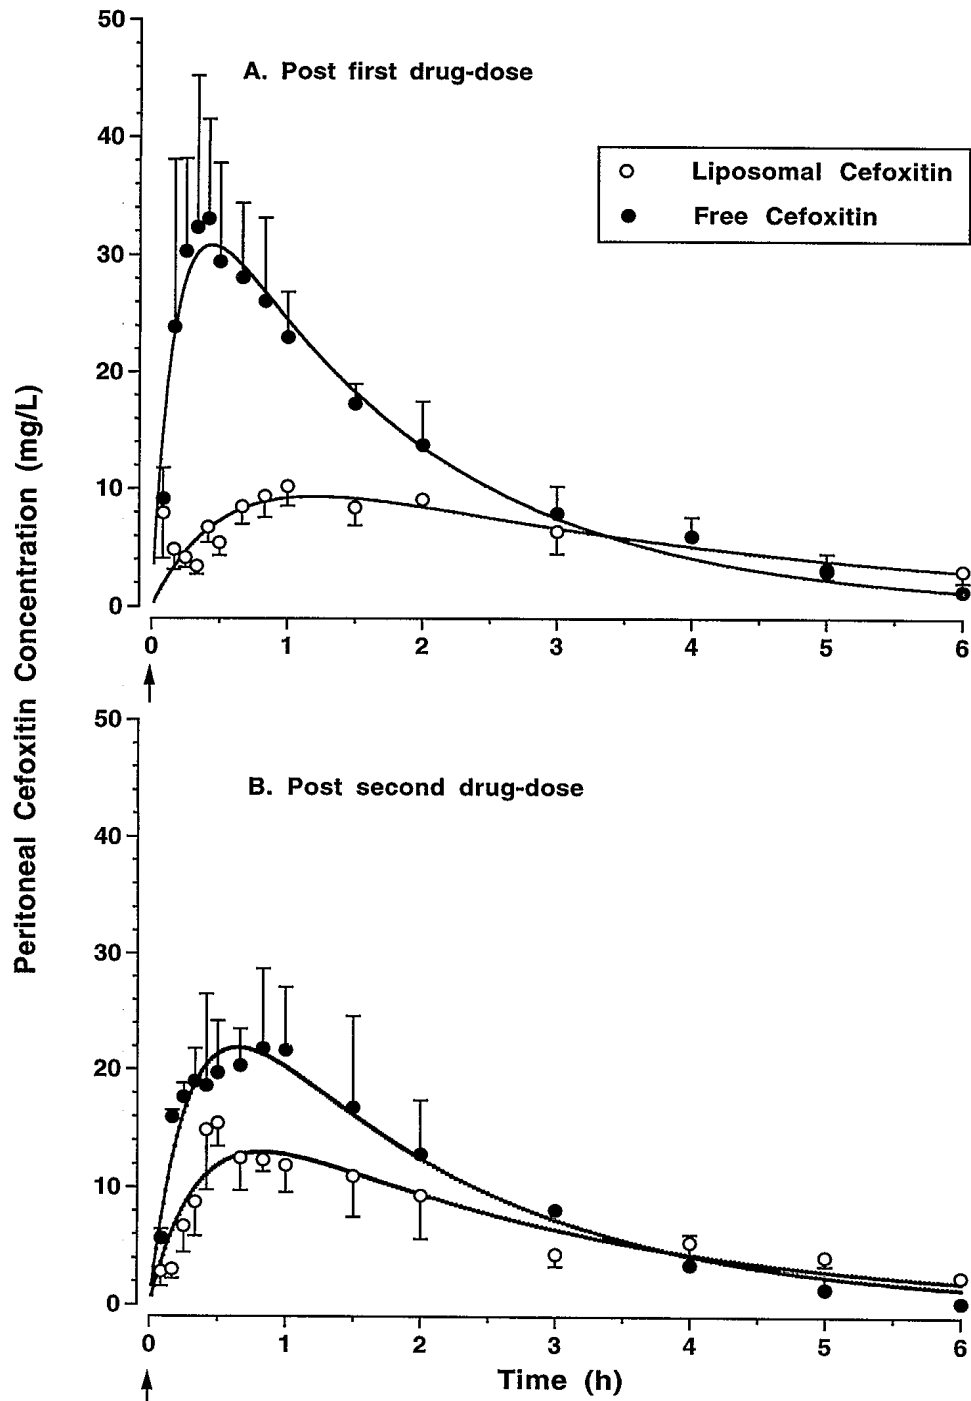 50
A. Post first drug-dose
40
Liposomal Cefoxitin
Free Cefoxitin
30
20
10
0
0 1 2 3 4 5 6
Peritoneal Cefoxitin Concentration (mg/L)
50
B. Post second drug-dose
40
30
20
10
0
0 1 2 3 4 5 6
Time (h)